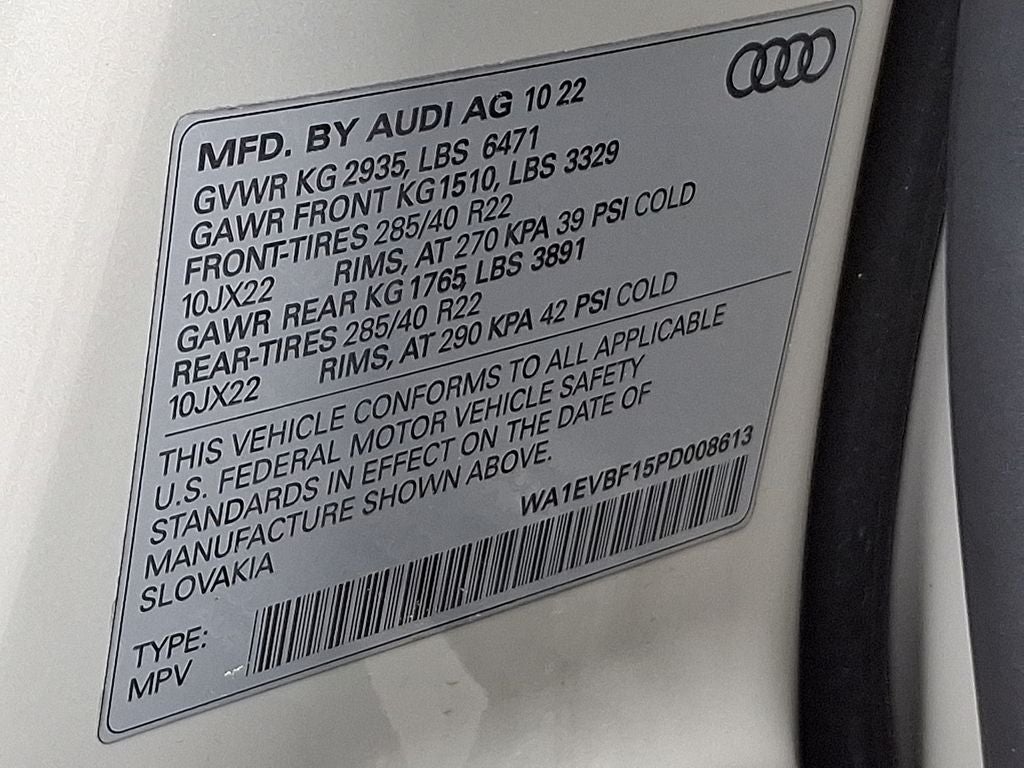 MFD. BY AUDI AG 10 22
GVWR KG 2935, LBS 6471
GAWR FRONT KG1510, LBS 3329
FRONT-TIRES 285/40 R22
10JX22 RIMS, AT 270 KPA 39 PSI COLD
GAWR REAR KG 1765, LBS 3891
REAR-TIRES 285/40 R22
10JX22 RIMS, AT 290 KPA 42 PSI COLD
THIS VEHICLE CONFORMS TO ALL APPLICABLE
U.S. FEDERAL MOTOR VEHICLE SAFETY
STANDARDS IN EFFECT ON THE DATE OF
MANUFACTURE SHOWN ABOVE.
SLOVAKIA
WA1EVBF15PD008613
TYPE:
MPV